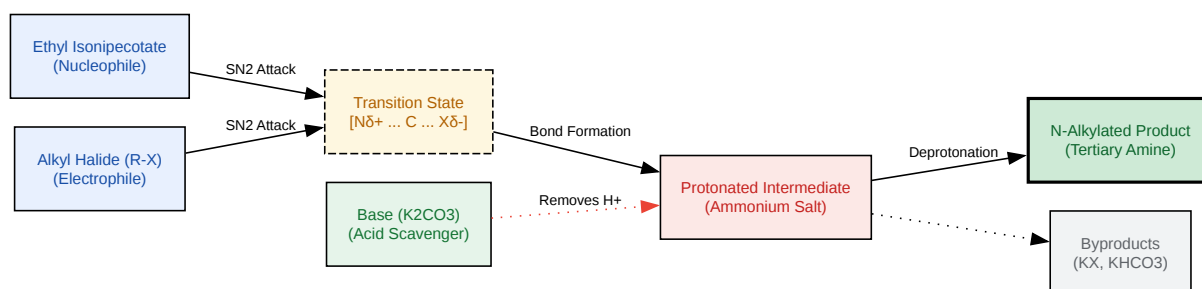 Ethyl Isonipecotate
(Nucleophile)
SN2 Attack
Alkyl Halide (R-X)
(Electrophile)
SN2 Attack
Transition State
[Nδ+ ... C ... Xδ-]
Base (K2CO3)
(Acid Scavenger)
Bond Formation
Removes H+
Protonated Intermediate
(Ammonium Salt)
Deprotonation
N-Alkylated Product
(Tertiary Amine)
Byproducts
(KX, KHCO3)